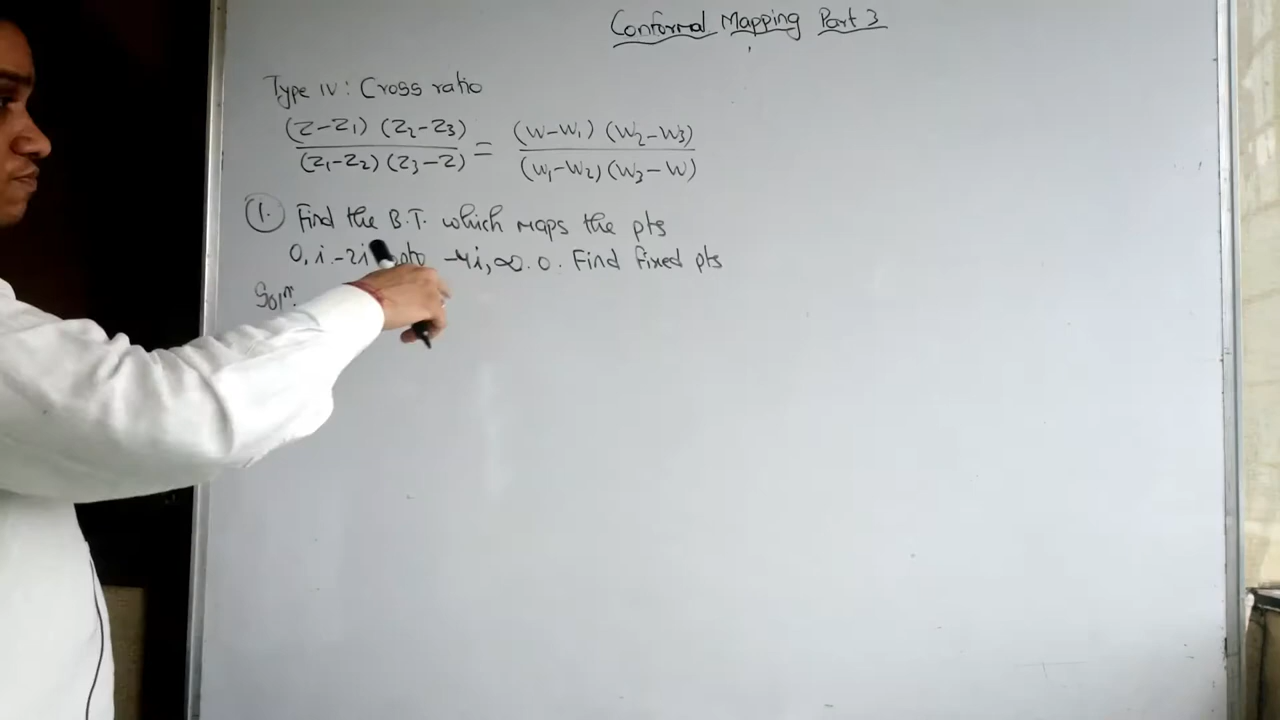 Conformal Mapping Part 3
Type IV: Cross ratio
(Z-Z₁) (Z₂-Z₃) / (Z₁-Z₂) (Z₃-Z) = (W-W₁) (W₂-W₃) / (W₁-W₂) (W₃-W)
1. Find the B.T. which maps the pts
0, i, -2i -4i, ∞, 0. Find fixed pts
Solⁿ.